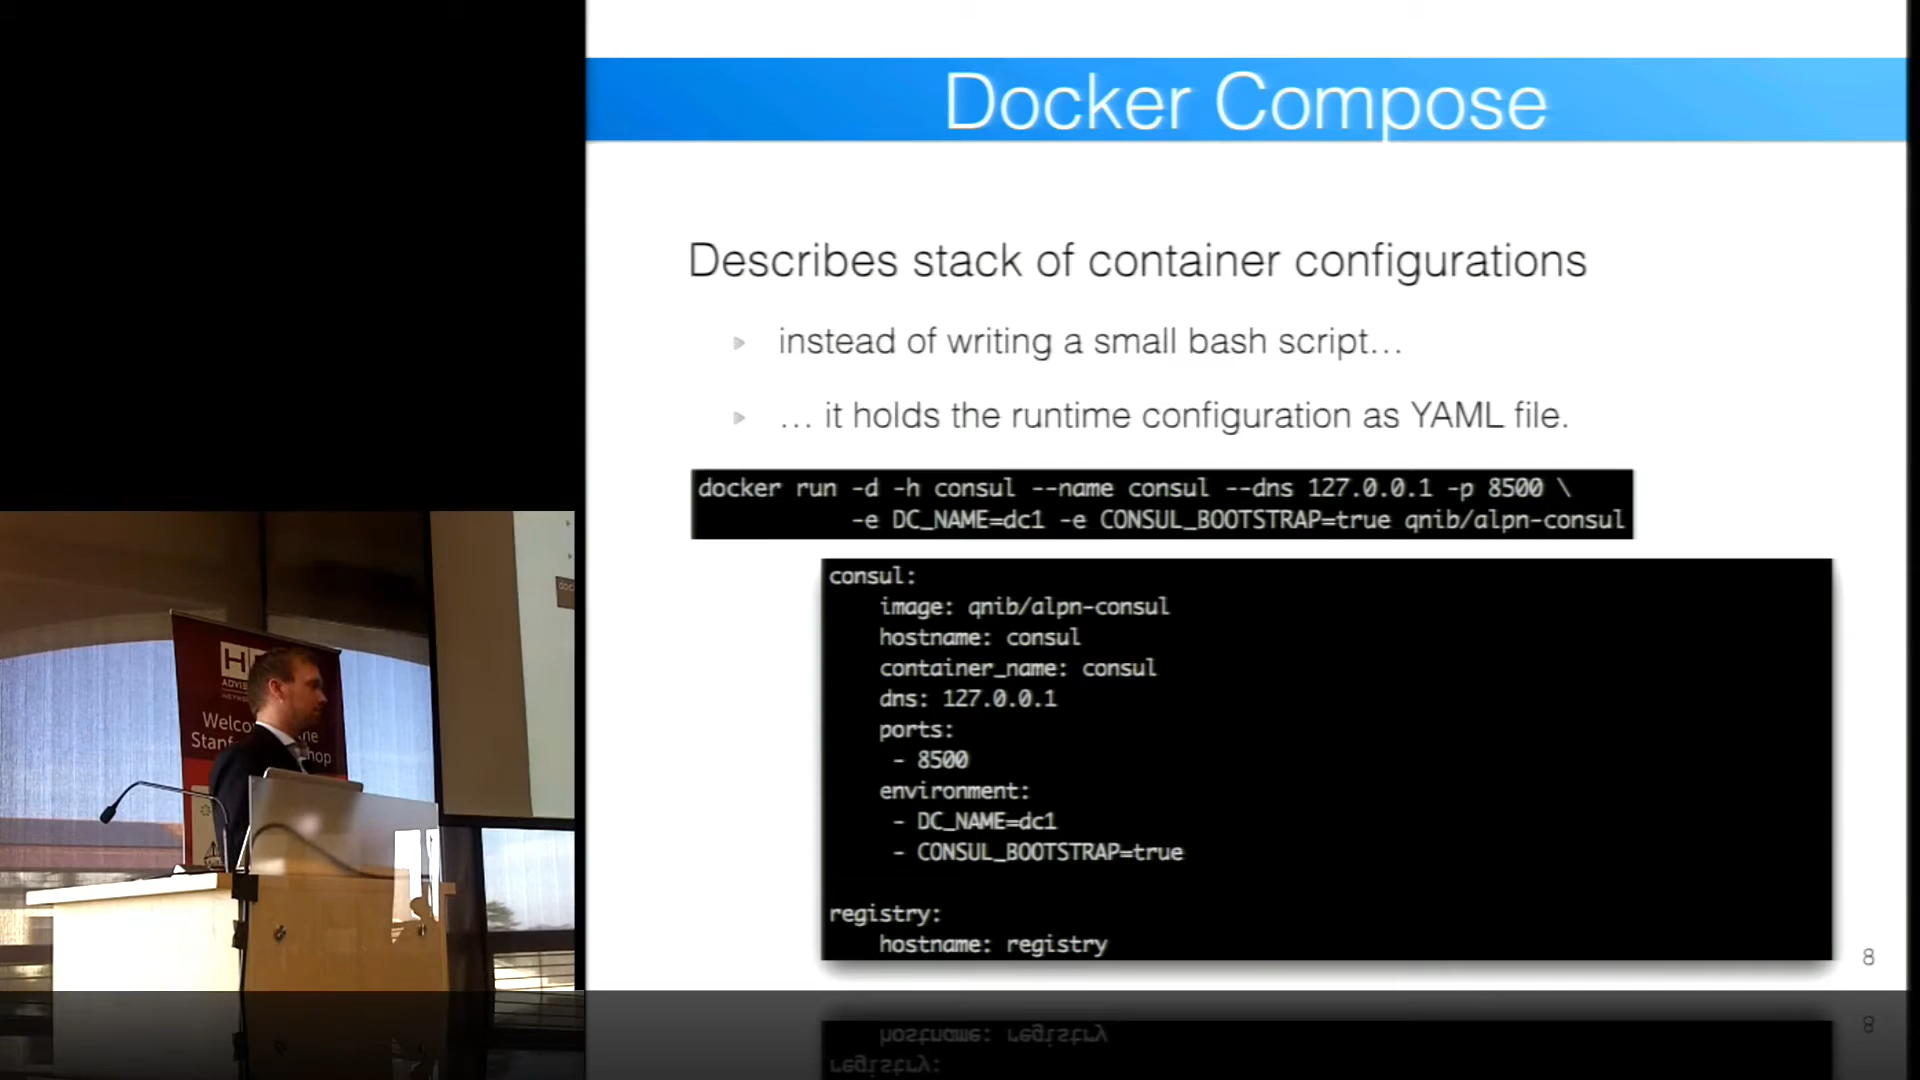 Docker Compose
Describes stack of container configurations
instead of writing a small bash script…
… it holds the runtime configuration as YAML file.
docker run -d -h consul --name consul --dns 127.0.0.1 -p 8500 \
-e DC_NAME=dc1 -e CONSUL_BOOTSTRAP=true qnib/alpn-consul
consul:
image: qnib/alpn-consul
hostname: consul
container_name: consul
dns: 127.0.0.1
ports:
- 8500
environment:
- DC_NAME=dc1
- CONSUL_BOOTSTRAP=true
registry:
hostname: registry
8